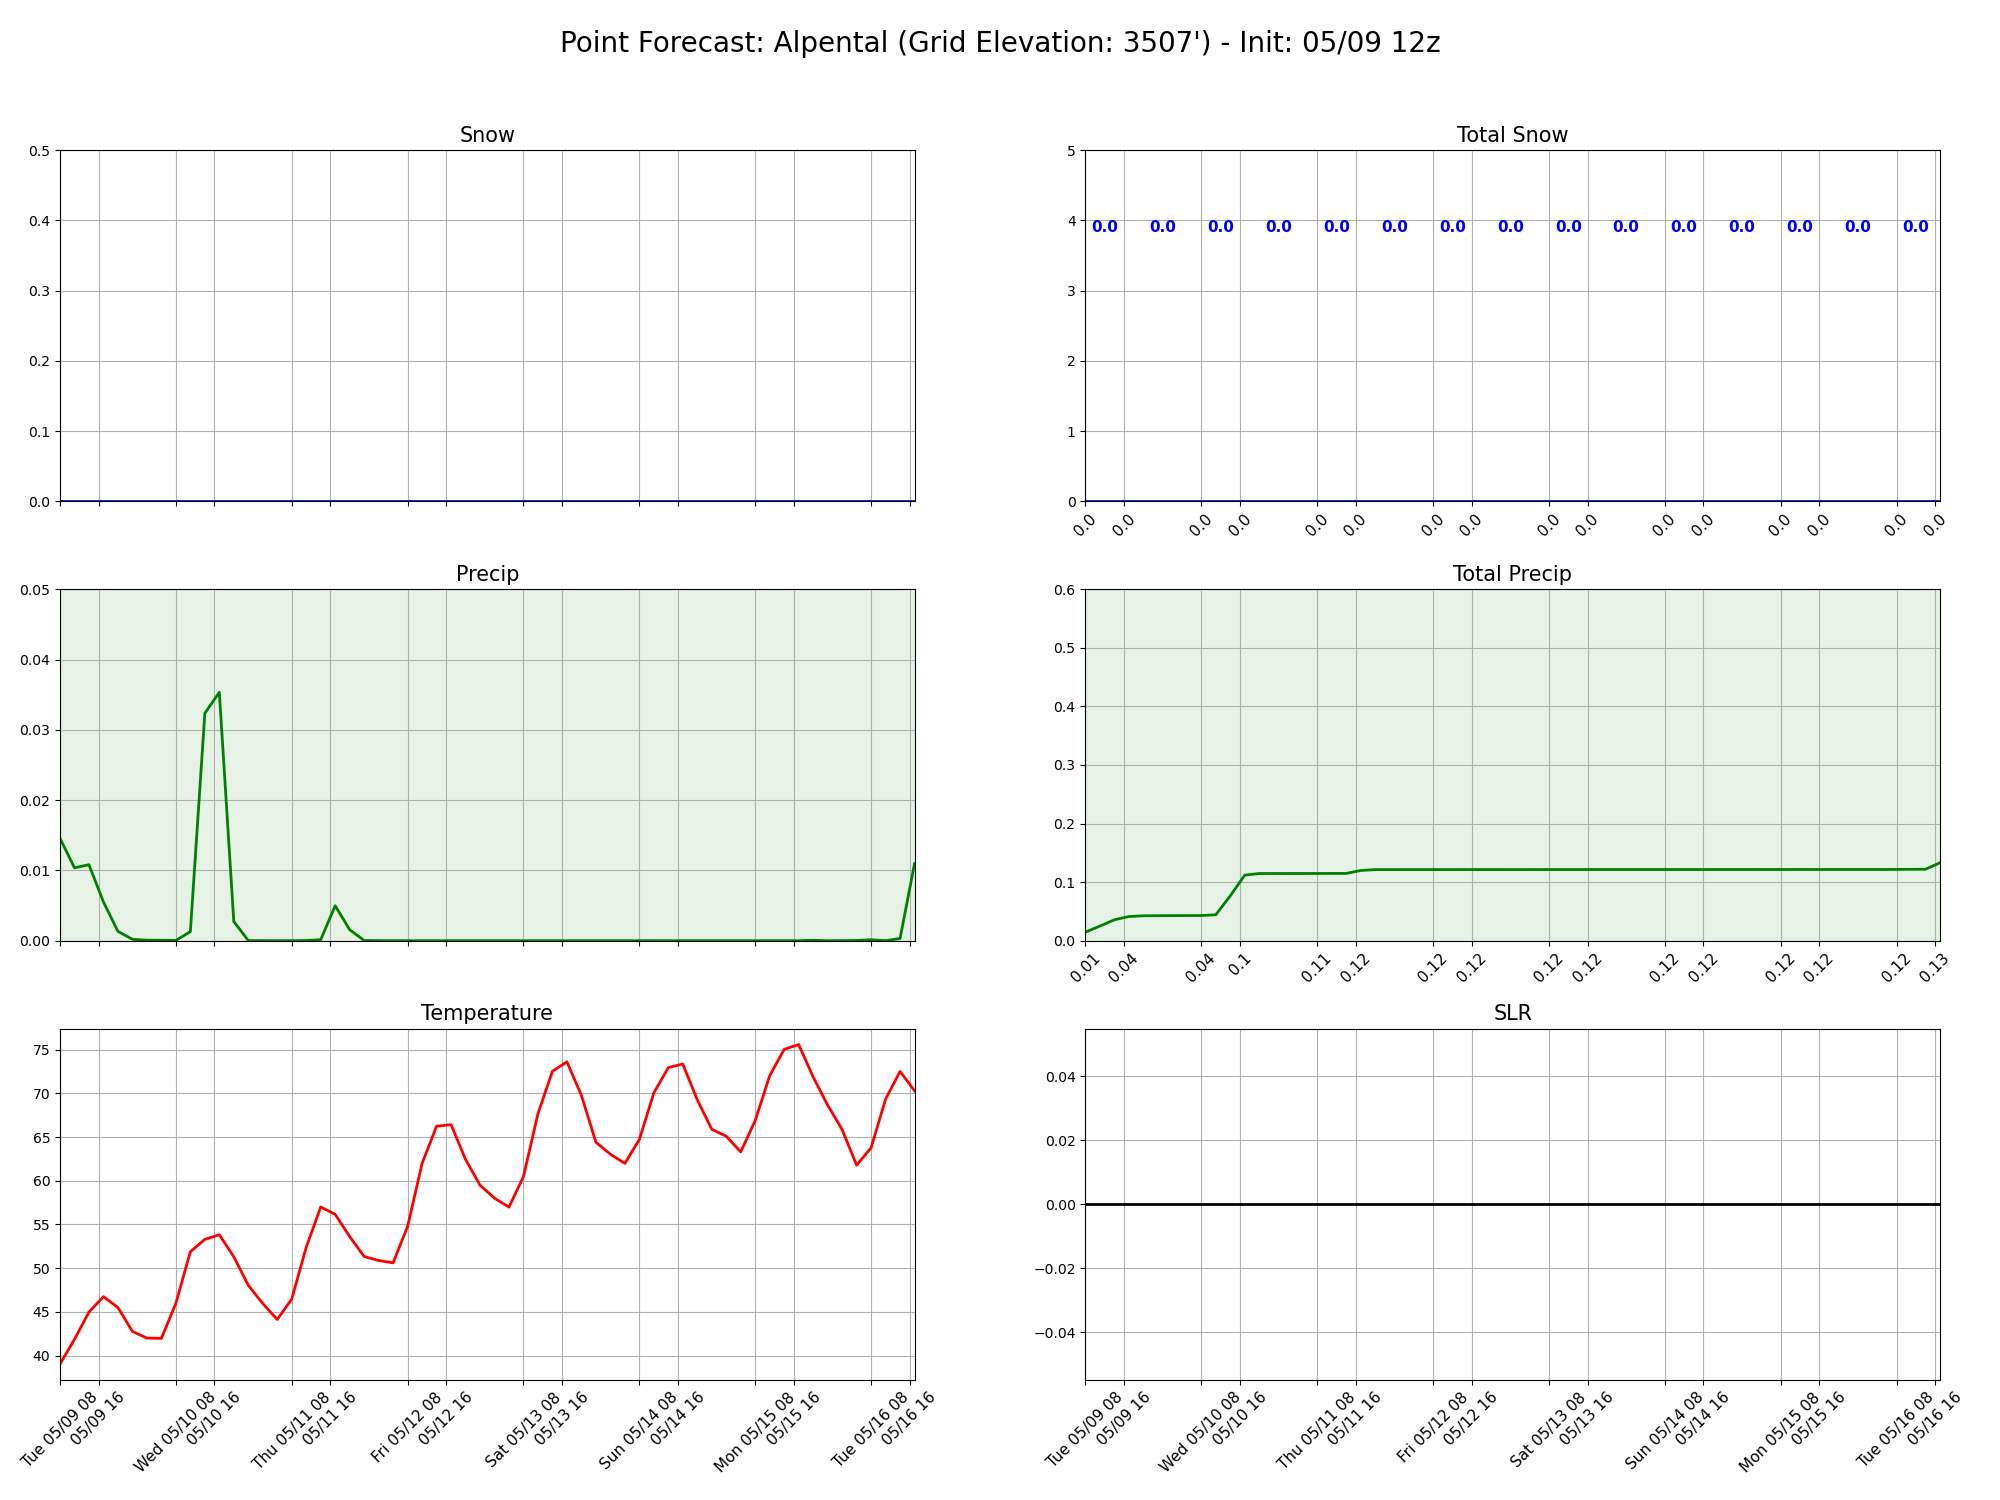 Point Forecast: Alpental (Grid Elevation: 3507') - Init: 05/09 12z
Snow
0.5
0.4
0.3
0.2
0.1
0.0
Total Snow
5
4
3
2
1
0
0.0 0.0 0.0 0.0 0.0 0.0 0.0 0.0 0.0 0.0 0.0 0.0 0.0 0.0 0.0
0.0 0.0 0.0 0.0 0.0 0.0 0.0 0.0 0.0 0.0 0.0 0.0 0.0 0.0 0.0 0.0
Precip
0.05
0.04
0.03
0.02
0.01
0.00
Total Precip
0.6
0.5
0.4
0.3
0.2
0.1
0.0
0.01 0.04 0.04 0.1 0.11 0.12 0.12 0.12 0.12 0.12 0.12 0.12 0.12 0.12 0.12 0.13
Temperature
75
70
65
60
55
50
45
40
Tue 05/09 08
05/09 16
Wed 05/10 08
05/10 16
Thu 05/11 08
05/11 16
Fri 05/12 08
05/12 16
Sat 05/13 08
05/13 16
Sun 05/14 08
05/14 16
Mon 05/15 08
05/15 16
Tue 05/16 08
05/16 16
SLR
0.04
0.02
0.00
−0.02
−0.04
Tue 05/09 08
05/09 16
Wed 05/10 08
05/10 16
Thu 05/11 08
05/11 16
Fri 05/12 08
05/12 16
Sat 05/13 08
05/13 16
Sun 05/14 08
05/14 16
Mon 05/15 08
05/15 16
Tue 05/16 08
05/16 16